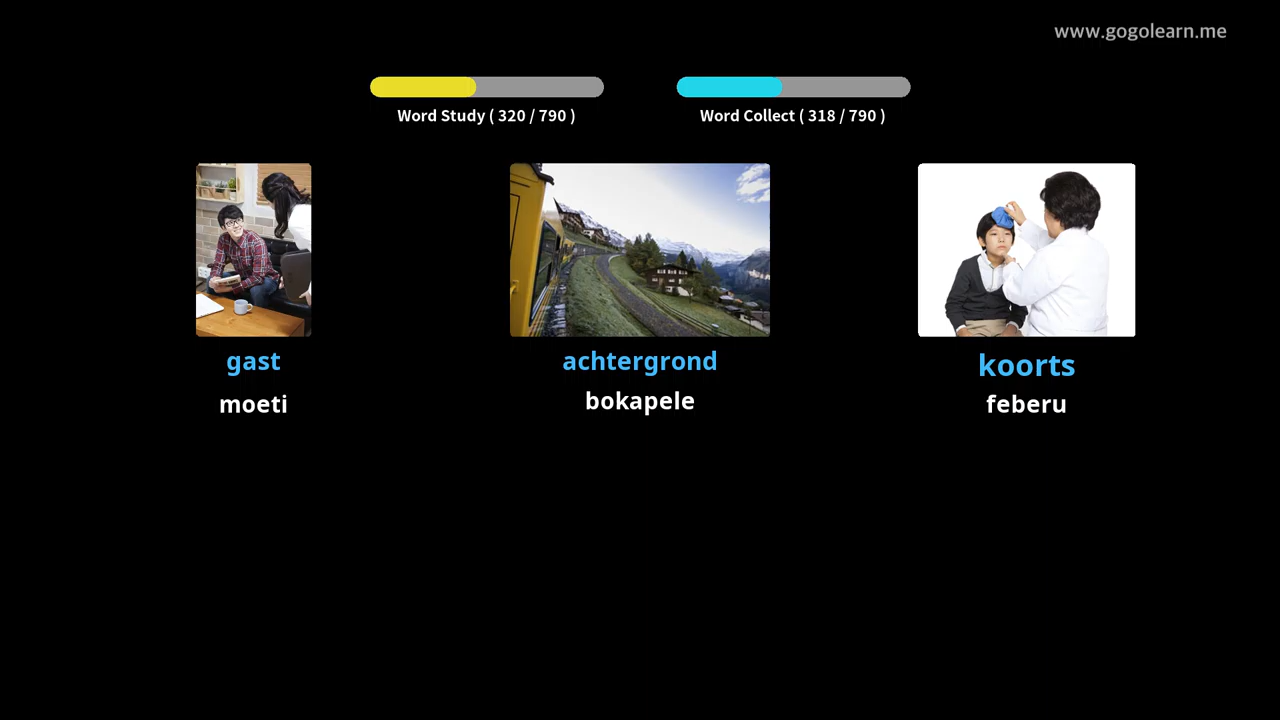 www.gogolearn.me
Word Study ( 320 / 790 )
Word Collect ( 318 / 790 )
gast
moeti
achtergrond
bokapele
koorts
feberu